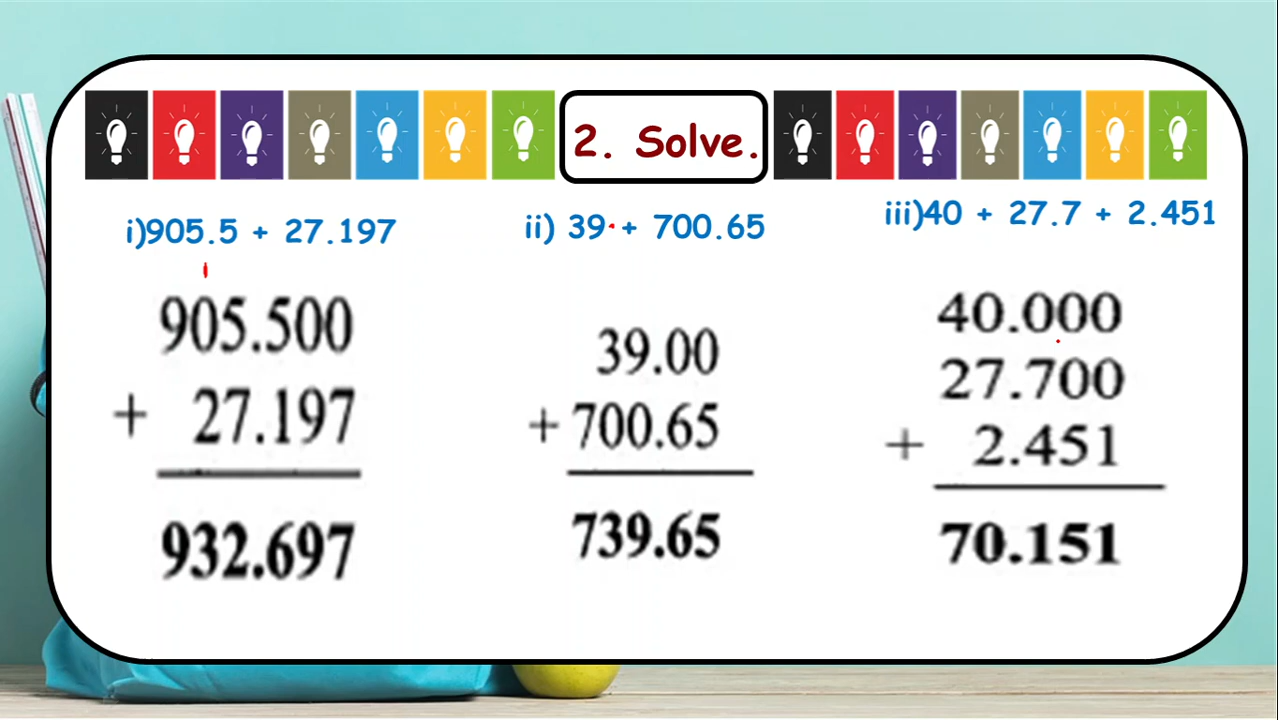 2. Solve.
i)905.5 + 27.197
905.500
+ 27.197
932.697
ii) 39 + 700.65
39.00
+ 700.65
739.65
iii)40 + 27.7 + 2.451
40.000
27.700
+ 2.451
70.151